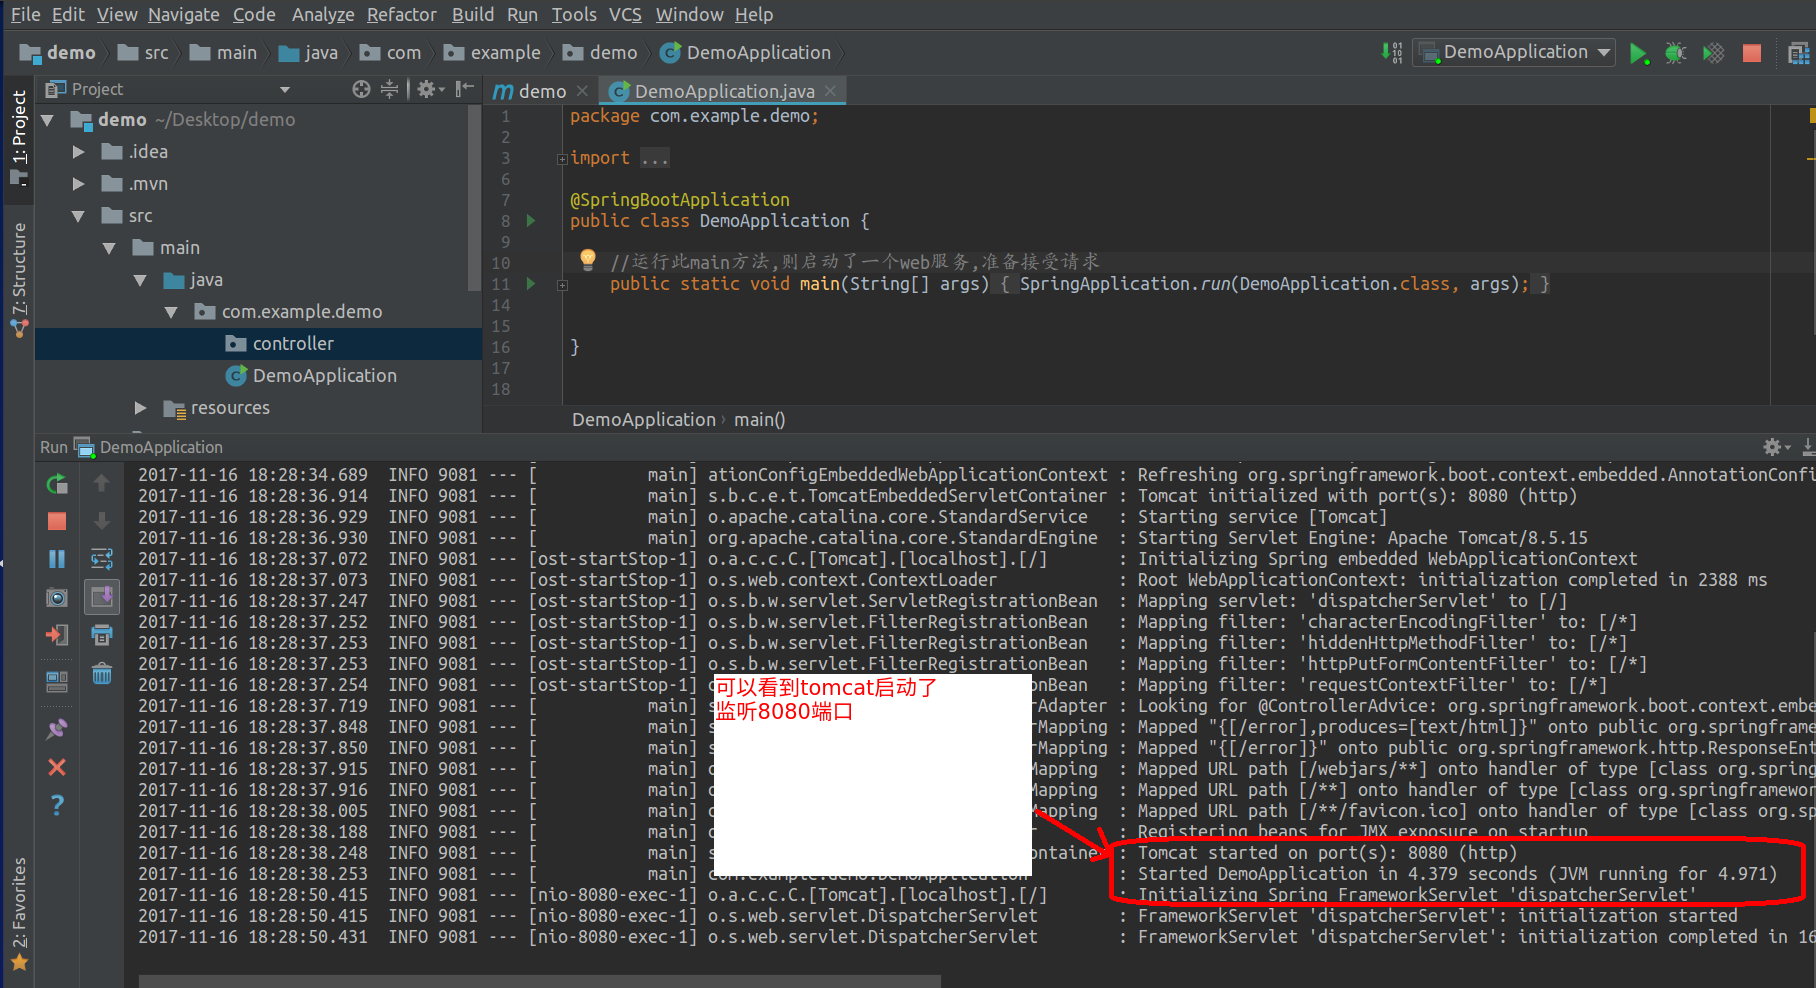 File Edit View Navigate Code Analyze Refactor Build Run Tools VCS Window Help
demo src main java com example demo DemoApplication
DemoApplication
Project
m demo DemoApplication.java
1: Project
7: Structure
2: Favorites
demo ~/Desktop/demo
.idea
.mvn
src
main
java
com.example.demo
controller
DemoApplication
resources
1 package com.example.demo;
2
3 import ...
6
7 @SpringBootApplication
8 public class DemoApplication {
9
10 //运行此main方法,则启动了一个web服务,准备接受请求
11 public static void main(String[] args) { SpringApplication.run(DemoApplication.class, args); }
14
15
16 }
17
18
DemoApplication › main()
Run DemoApplication
2017-11-16 18:28:34.689 INFO 9081 --- [ main] ationConfigEmbeddedWebApplicationContext : Refreshing org.springframework.boot.context.embedded.AnnotationConfi
2017-11-16 18:28:36.914 INFO 9081 --- [ main] s.b.c.e.t.TomcatEmbeddedServletContainer : Tomcat initialized with port(s): 8080 (http)
2017-11-16 18:28:36.929 INFO 9081 --- [ main] o.apache.catalina.core.StandardService : Starting service [Tomcat]
2017-11-16 18:28:36.930 INFO 9081 --- [ main] org.apache.catalina.core.StandardEngine : Starting Servlet Engine: Apache Tomcat/8.5.15
2017-11-16 18:28:37.072 INFO 9081 --- [ost-startStop-1] o.a.c.c.C.[Tomcat].[localhost].[/] : Initializing Spring embedded WebApplicationContext
2017-11-16 18:28:37.073 INFO 9081 --- [ost-startStop-1] o.s.web.context.ContextLoader : Root WebApplicationContext: initialization completed in 2388 ms
2017-11-16 18:28:37.247 INFO 9081 --- [ost-startStop-1] o.s.b.w.servlet.ServletRegistrationBean : Mapping servlet: 'dispatcherServlet' to [/]
2017-11-16 18:28:37.252 INFO 9081 --- [ost-startStop-1] o.s.b.w.servlet.FilterRegistrationBean : Mapping filter: 'characterEncodingFilter' to: [/*]
2017-11-16 18:28:37.253 INFO 9081 --- [ost-startStop-1] o.s.b.w.servlet.FilterRegistrationBean : Mapping filter: 'hiddenHttpMethodFilter' to: [/*]
2017-11-16 18:28:37.253 INFO 9081 --- [ost-startStop-1] o.s.b.w.servlet.FilterRegistrationBean : Mapping filter: 'httpPutFormContentFilter' to: [/*]
2017-11-16 18:28:37.254 INFO 9081 --- [ost-startStop-1] onBean : Mapping filter: 'requestContextFilter' to: [/*]
2017-11-16 18:28:37.719 INFO 9081 --- [ main] s rAdapter : Looking for @ControllerAdvice: org.springframework.boot.context.embe
2017-11-16 18:28:37.848 INFO 9081 --- [ main] s rMapping : Mapped "{[/error],produces=[text/html]}" onto public org.springframe
2017-11-16 18:28:37.850 INFO 9081 --- [ main] s rMapping : Mapped "{[/error]}" onto public org.springframework.http.ResponseEnt
2017-11-16 18:28:37.915 INFO 9081 --- [ main] o Mapping : Mapped URL path [/webjars/**] onto handler of type [class org.spring
2017-11-16 18:28:37.916 INFO 9081 --- [ main] o Mapping : Mapped URL path [/**] onto handler of type [class org.springframewor
2017-11-16 18:28:38.005 INFO 9081 --- [ main] o Mapping : Mapped URL path [/**/favicon.ico] onto handler of type [class org.sp
2017-11-16 18:28:38.188 INFO 9081 --- [ main] o r : Registering beans for JMX exposure on startup
2017-11-16 18:28:38.248 INFO 9081 --- [ main] s ontainer : Tomcat started on port(s): 8080 (http)
2017-11-16 18:28:38.253 INFO 9081 --- [ main] com.example.demo.DemoApplication : Started DemoApplication in 4.379 seconds (JVM running for 4.971)
2017-11-16 18:28:50.415 INFO 9081 --- [nio-8080-exec-1] o.a.c.c.C.[Tomcat].[localhost].[/] : Initializing Spring FrameworkServlet 'dispatcherServlet'
2017-11-16 18:28:50.415 INFO 9081 --- [nio-8080-exec-1] o.s.web.servlet.DispatcherServlet : FrameworkServlet 'dispatcherServlet': initialization started
2017-11-16 18:28:50.431 INFO 9081 --- [nio-8080-exec-1] o.s.web.servlet.DispatcherServlet : FrameworkServlet 'dispatcherServlet': initialization completed in 16
可以看到tomcat启动了
监听8080端口